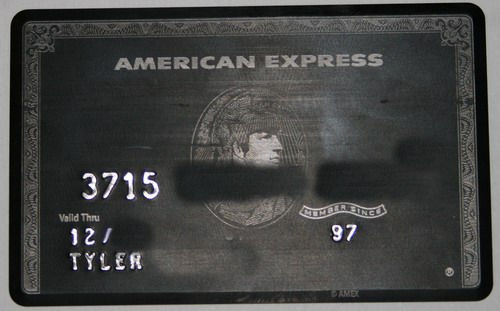 AMERICAN EXPRESS
3715
MEMBER SINCE
Valid Thru
12/ 97
TYLER
®
© AMEX